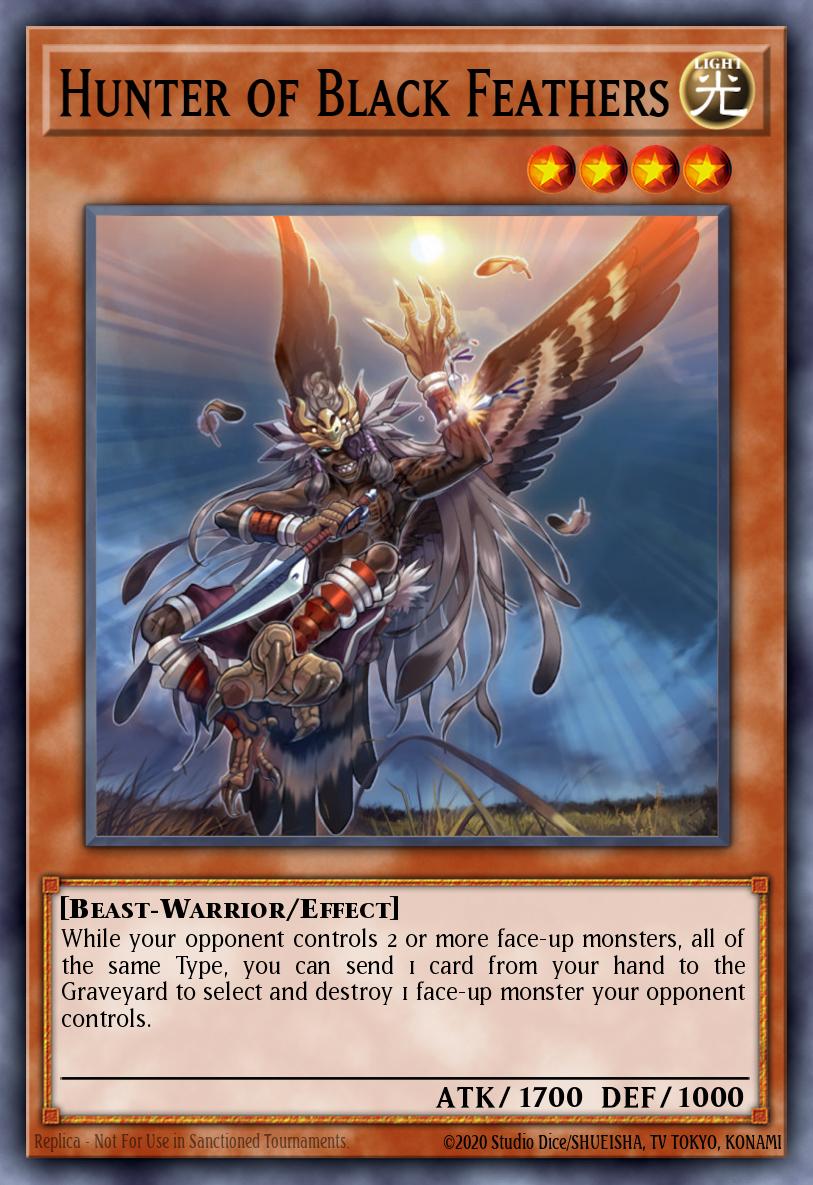 Hunter of Black Feathers
LIGHT
光
[Beast-Warrior/Effect]
While your opponent controls 2 or more face-up monsters, all of
the same Type, you can send 1 card from your hand to the
Graveyard to select and destroy 1 face-up monster your opponent
controls.
ATK/ 1700 DEF/ 1000
Replica - Not For Use in Sanctioned Tournaments.
©2020 Studio Dice/SHUEISHA, TV TOKYO, KONAMI